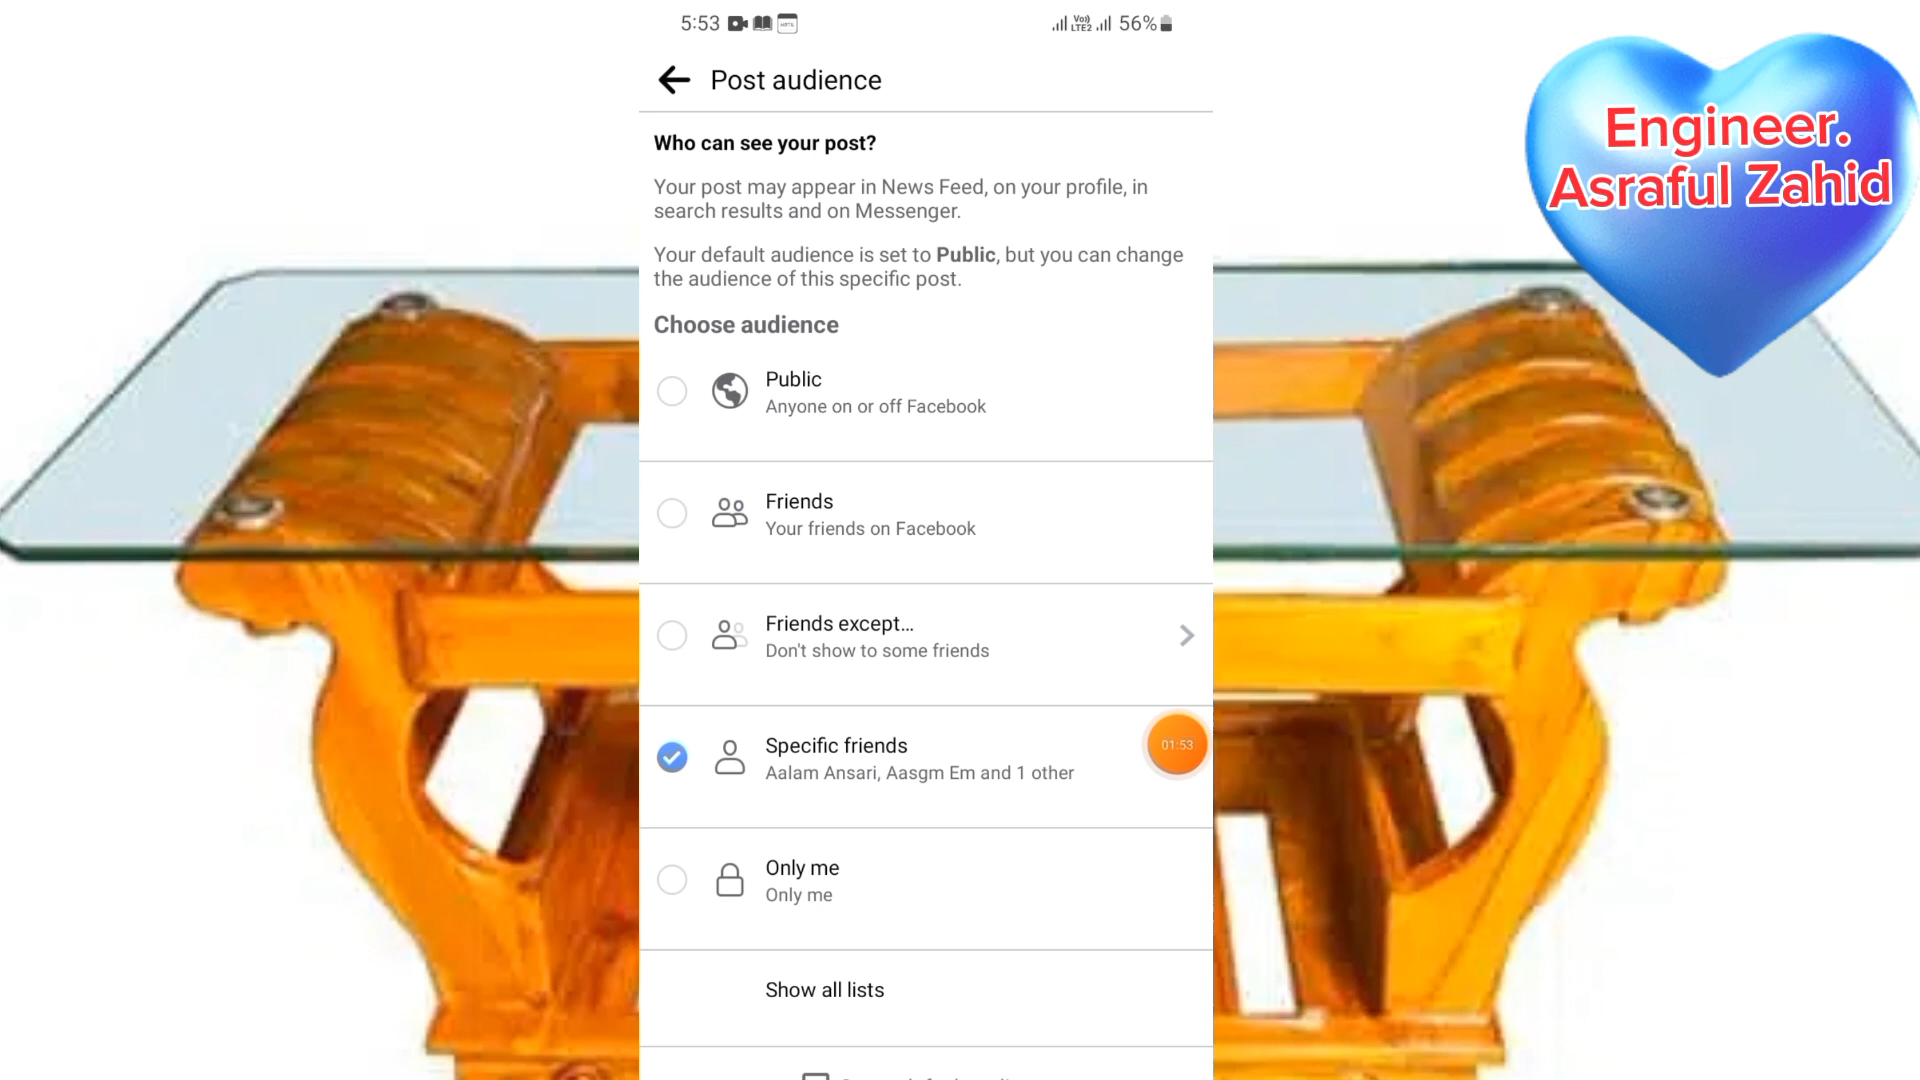 5:53
Vo)) LTE2 56%
Post audience
Who can see your post?
Your post may appear in News Feed, on your profile, in
search results and on Messenger.
Your default audience is set to Public, but you can change
the audience of this specific post.
Choose audience
Public
Anyone on or off Facebook
Friends
Your friends on Facebook
Friends except...
Don't show to some friends
Specific friends
Aalam Ansari, Aasgm Em and 1 other
01:53
Only me
Only me
Show all lists
Engineer.
Asraful Zahid